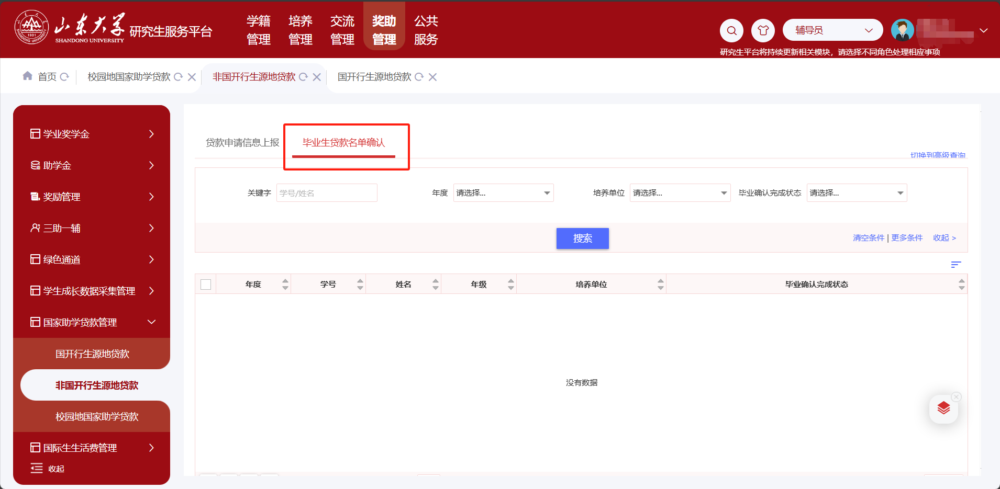 山东大学
SHANDONG UNIVERSITY
1901
研究生服务平台
学籍管理
培养管理
交流管理
奖助管理
公共服务
辅导员
研究生平台将持续更新相关模块，请选择不同角色处理相应事项
首页
校园地国家助学贷款
非国开行生源地贷款
国开行生源地贷款
学业奖学金
助学金
奖励管理
三助一辅
绿色通道
学生成长数据采集管理
国家助学贷款管理
国开行生源地贷款
非国开行生源地贷款
校园地国家助学贷款
国际生生活费管理
收起
贷款申请信息上报
毕业生贷款名单确认
切换到高级查询
关键字 学号/姓名 年度 请选择... 培养单位 请选择... 毕业确认完成状态 请选择...
搜索
清空条件 | 更多条件 收起 >
年度 学号 姓名 年级 培养单位 毕业确认完成状态
没有数据